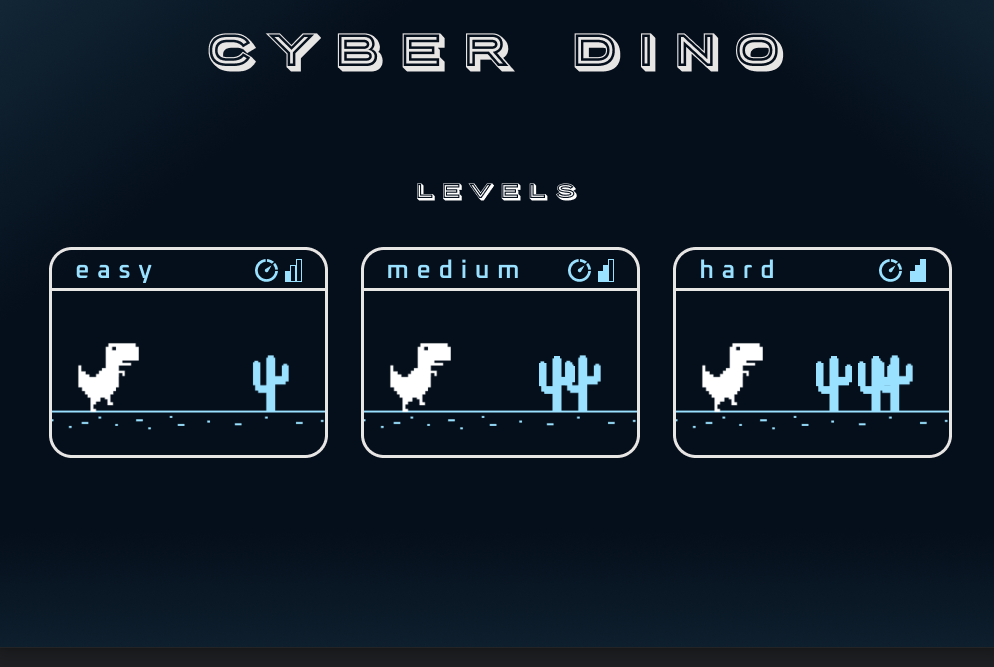 CYBER DINO
LEVELS
easy
medium
hard